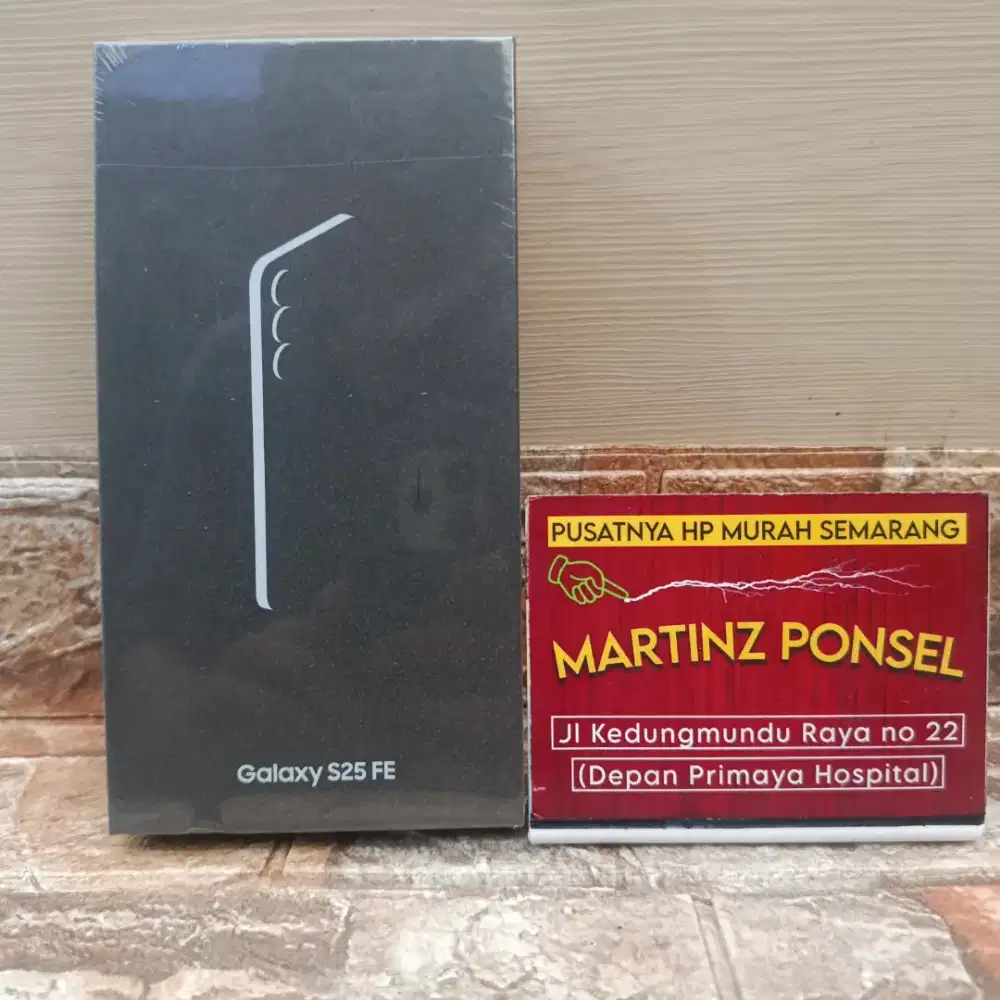 Galaxy S25 FE
PUSATNYA HP MURAH SEMARANG
MARTINZ PONSEL
Jl Kedungmundu Raya no 22
(Depan Primaya Hospital)